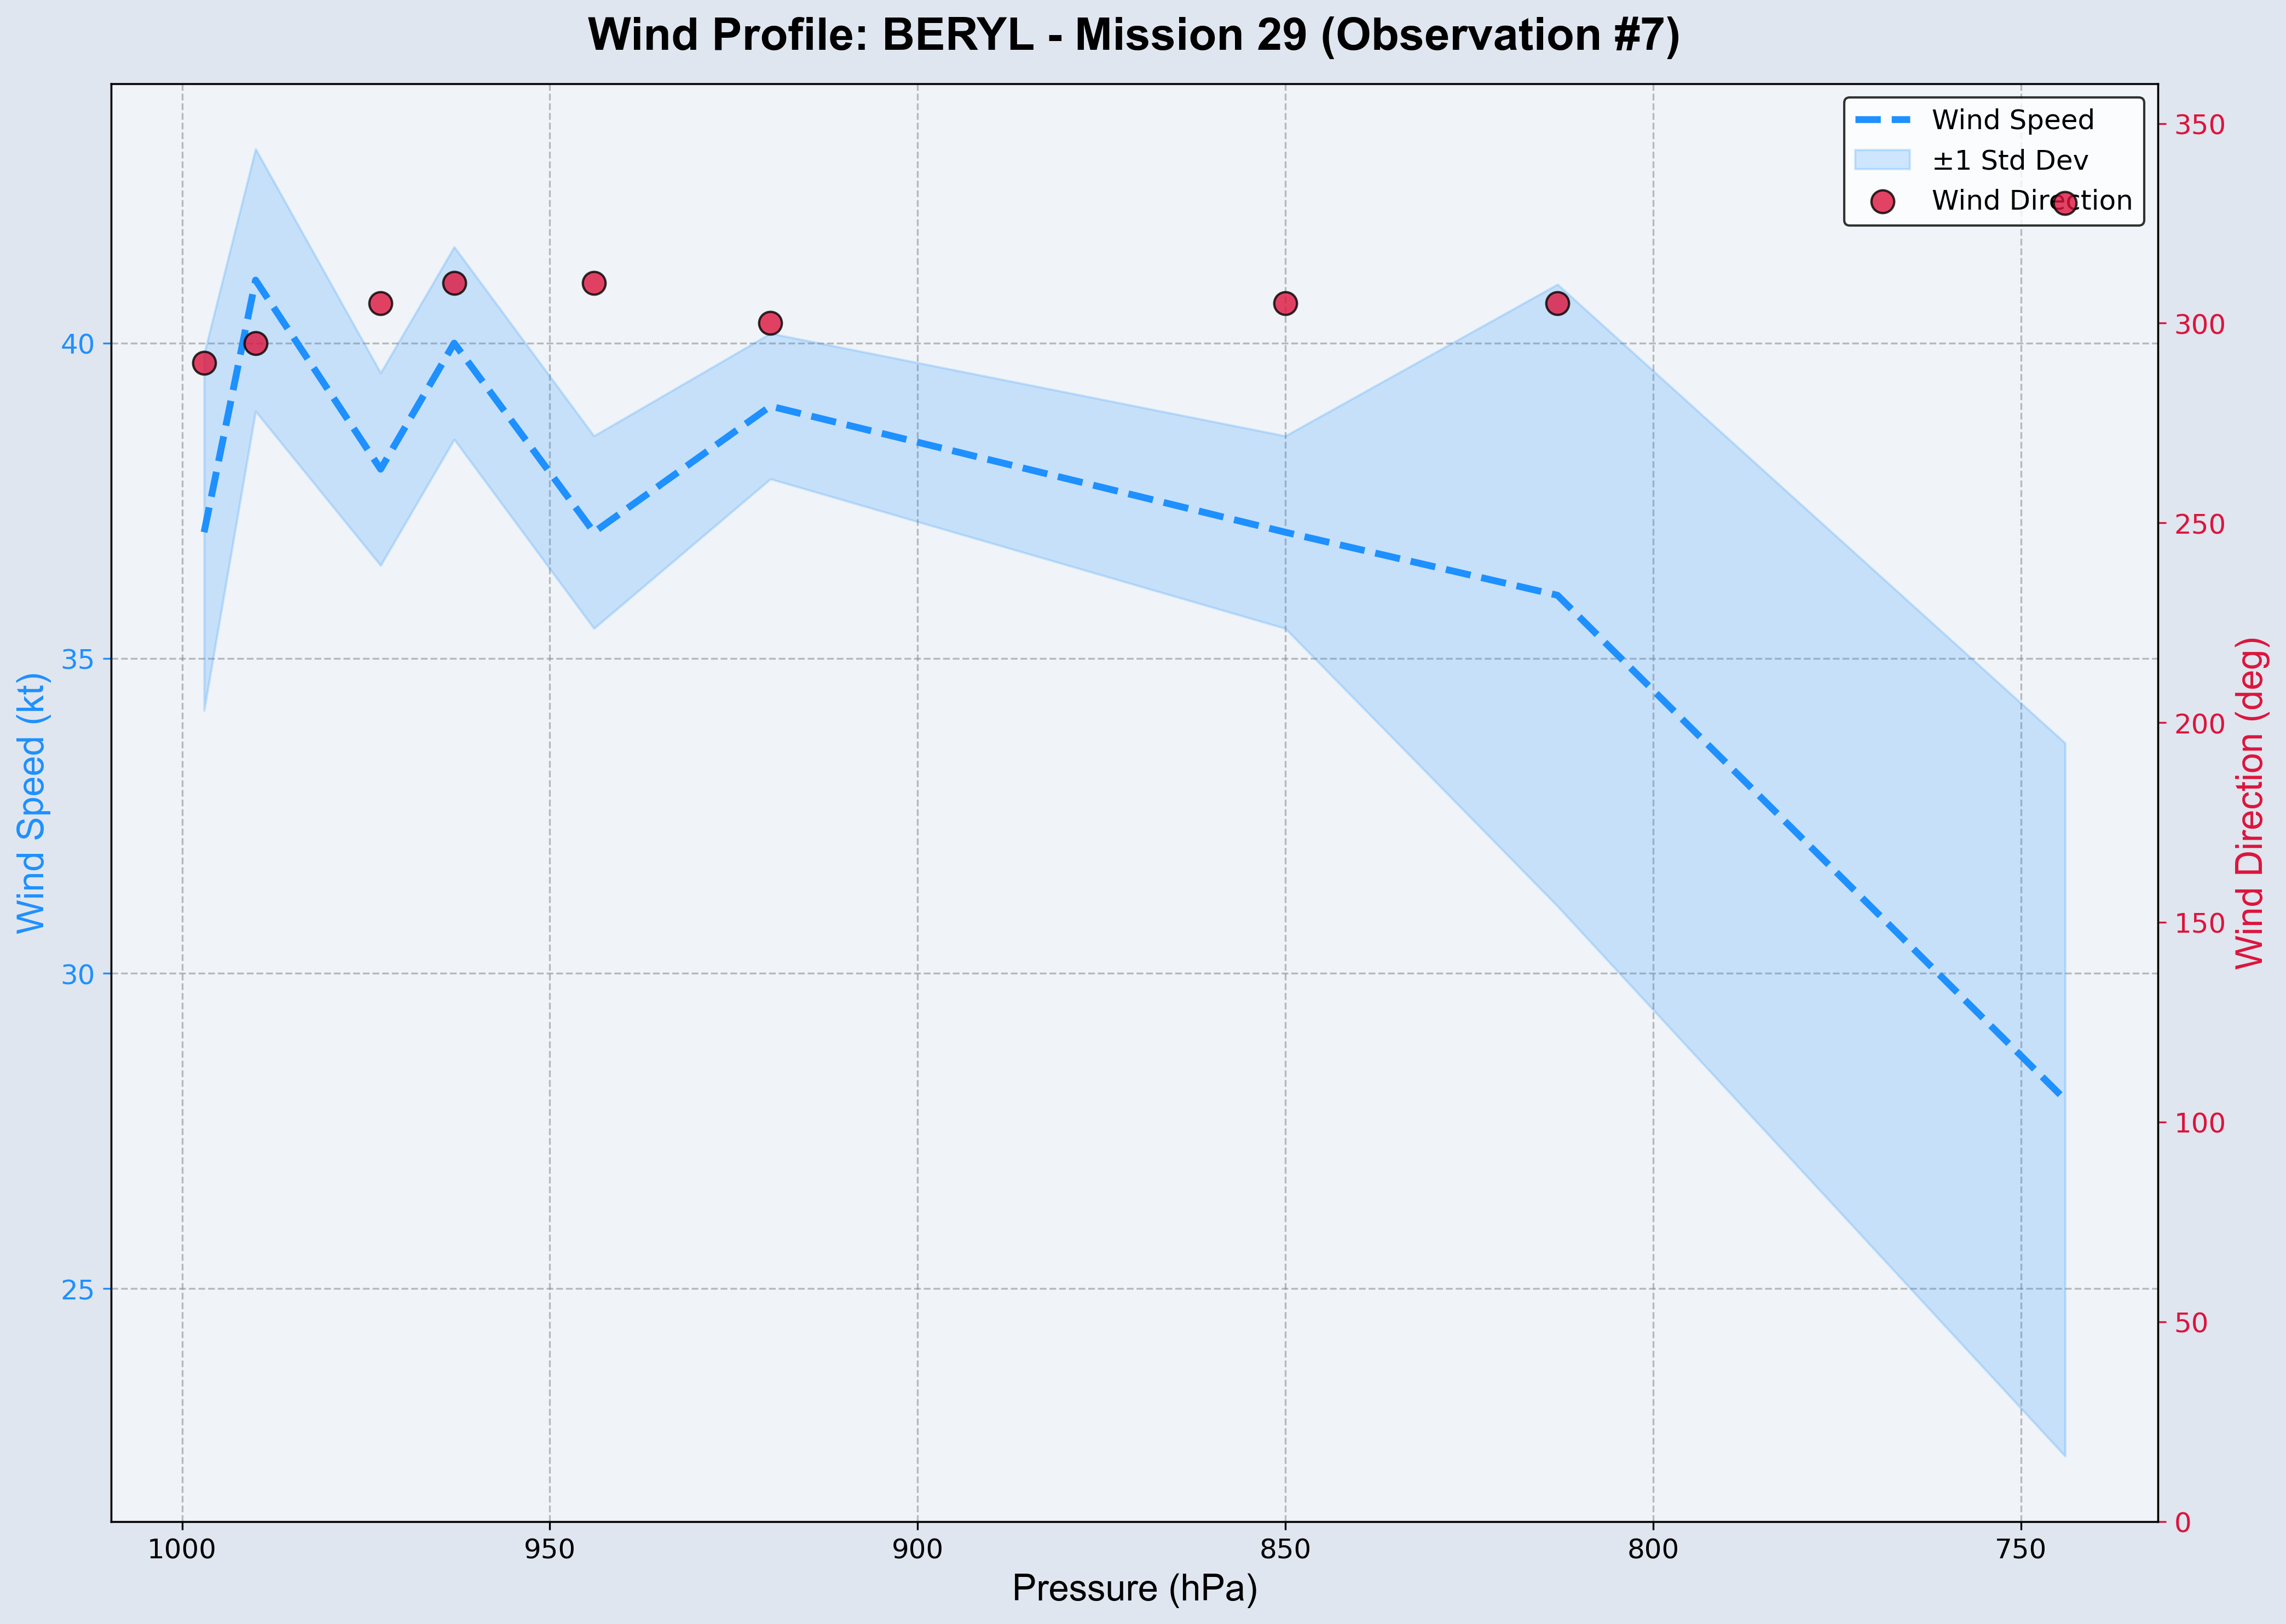 Wind Profile: BERYL - Mission 29 (Observation #7)
Wind Speed
±1 Std Dev
Wind Direction
Wind Speed (kt)
40
35
30
25
350
300
250
200
150
100
50
0
Wind Direction (deg)
1000
950
900
850
800
750
Pressure (hPa)